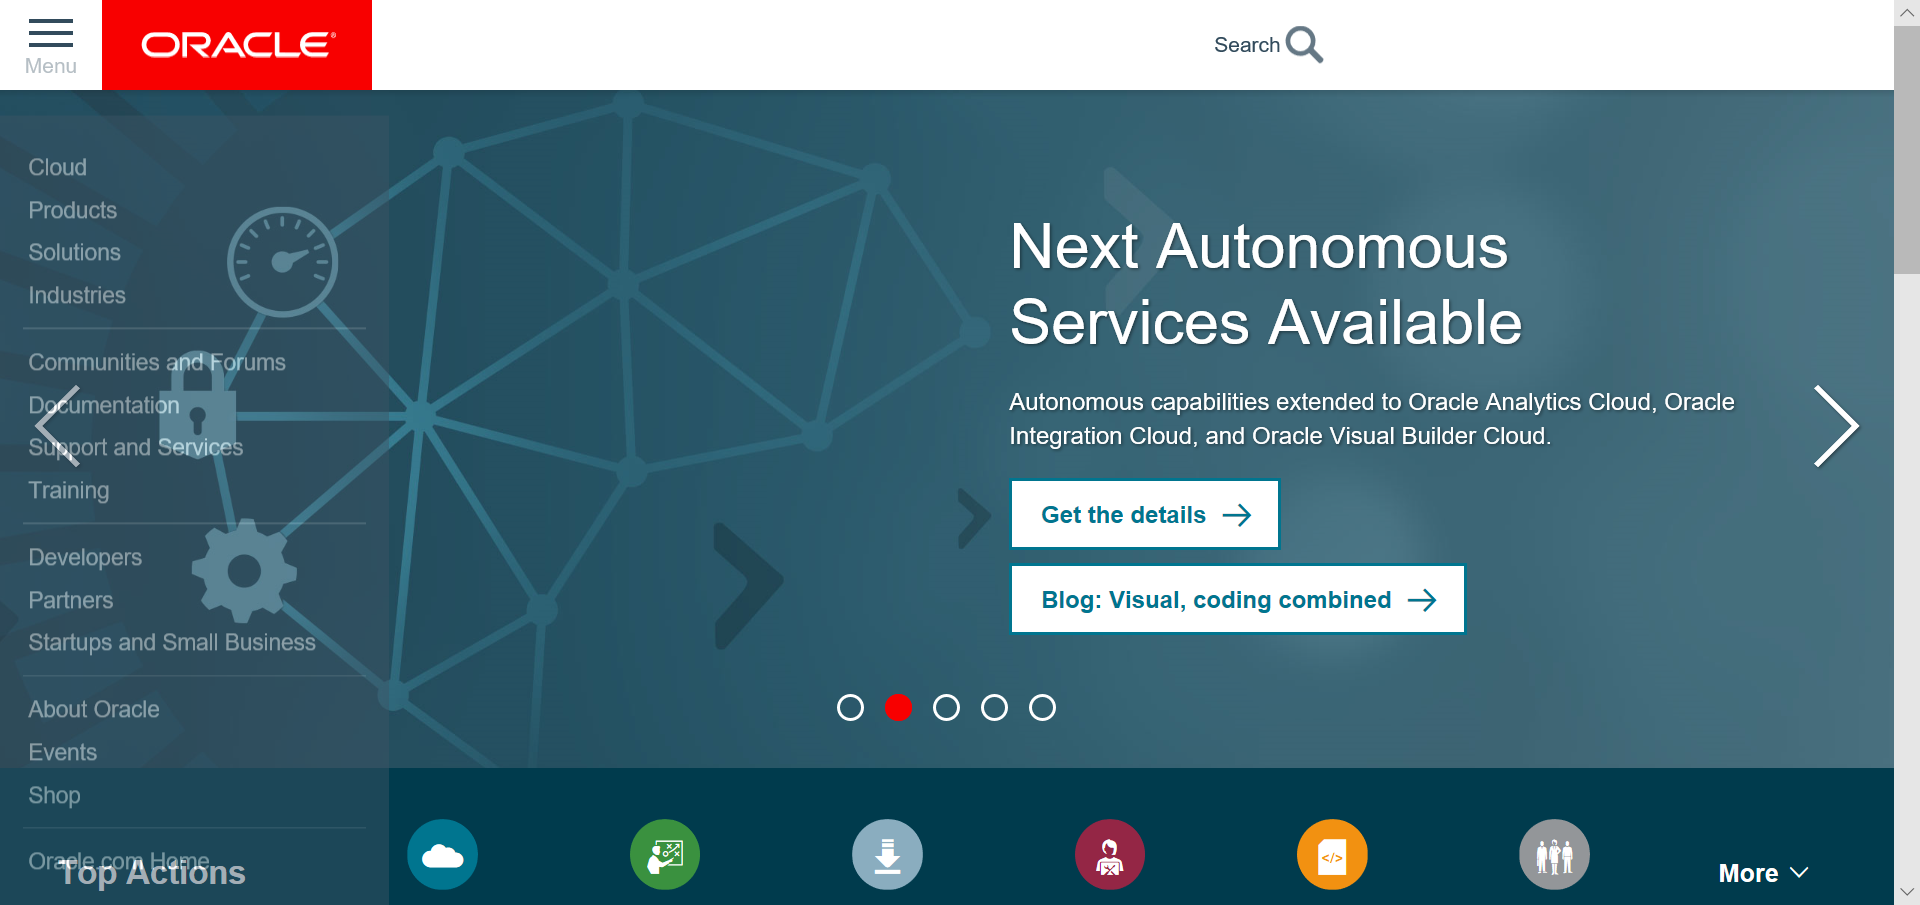 Menu
ORACLE®
Search
Cloud
Products
Solutions
Industries
Communities and Forums
Documentation
Support and Services
Training
Developers
Partners
Startups and Small Business
About Oracle
Events
Shop
Oracle.com Home
Next Autonomous
Services Available
Autonomous capabilities extended to Oracle Analytics Cloud, Oracle
Integration Cloud, and Oracle Visual Builder Cloud.
Get the details
Blog: Visual, coding combined
Top Actions
</>
More